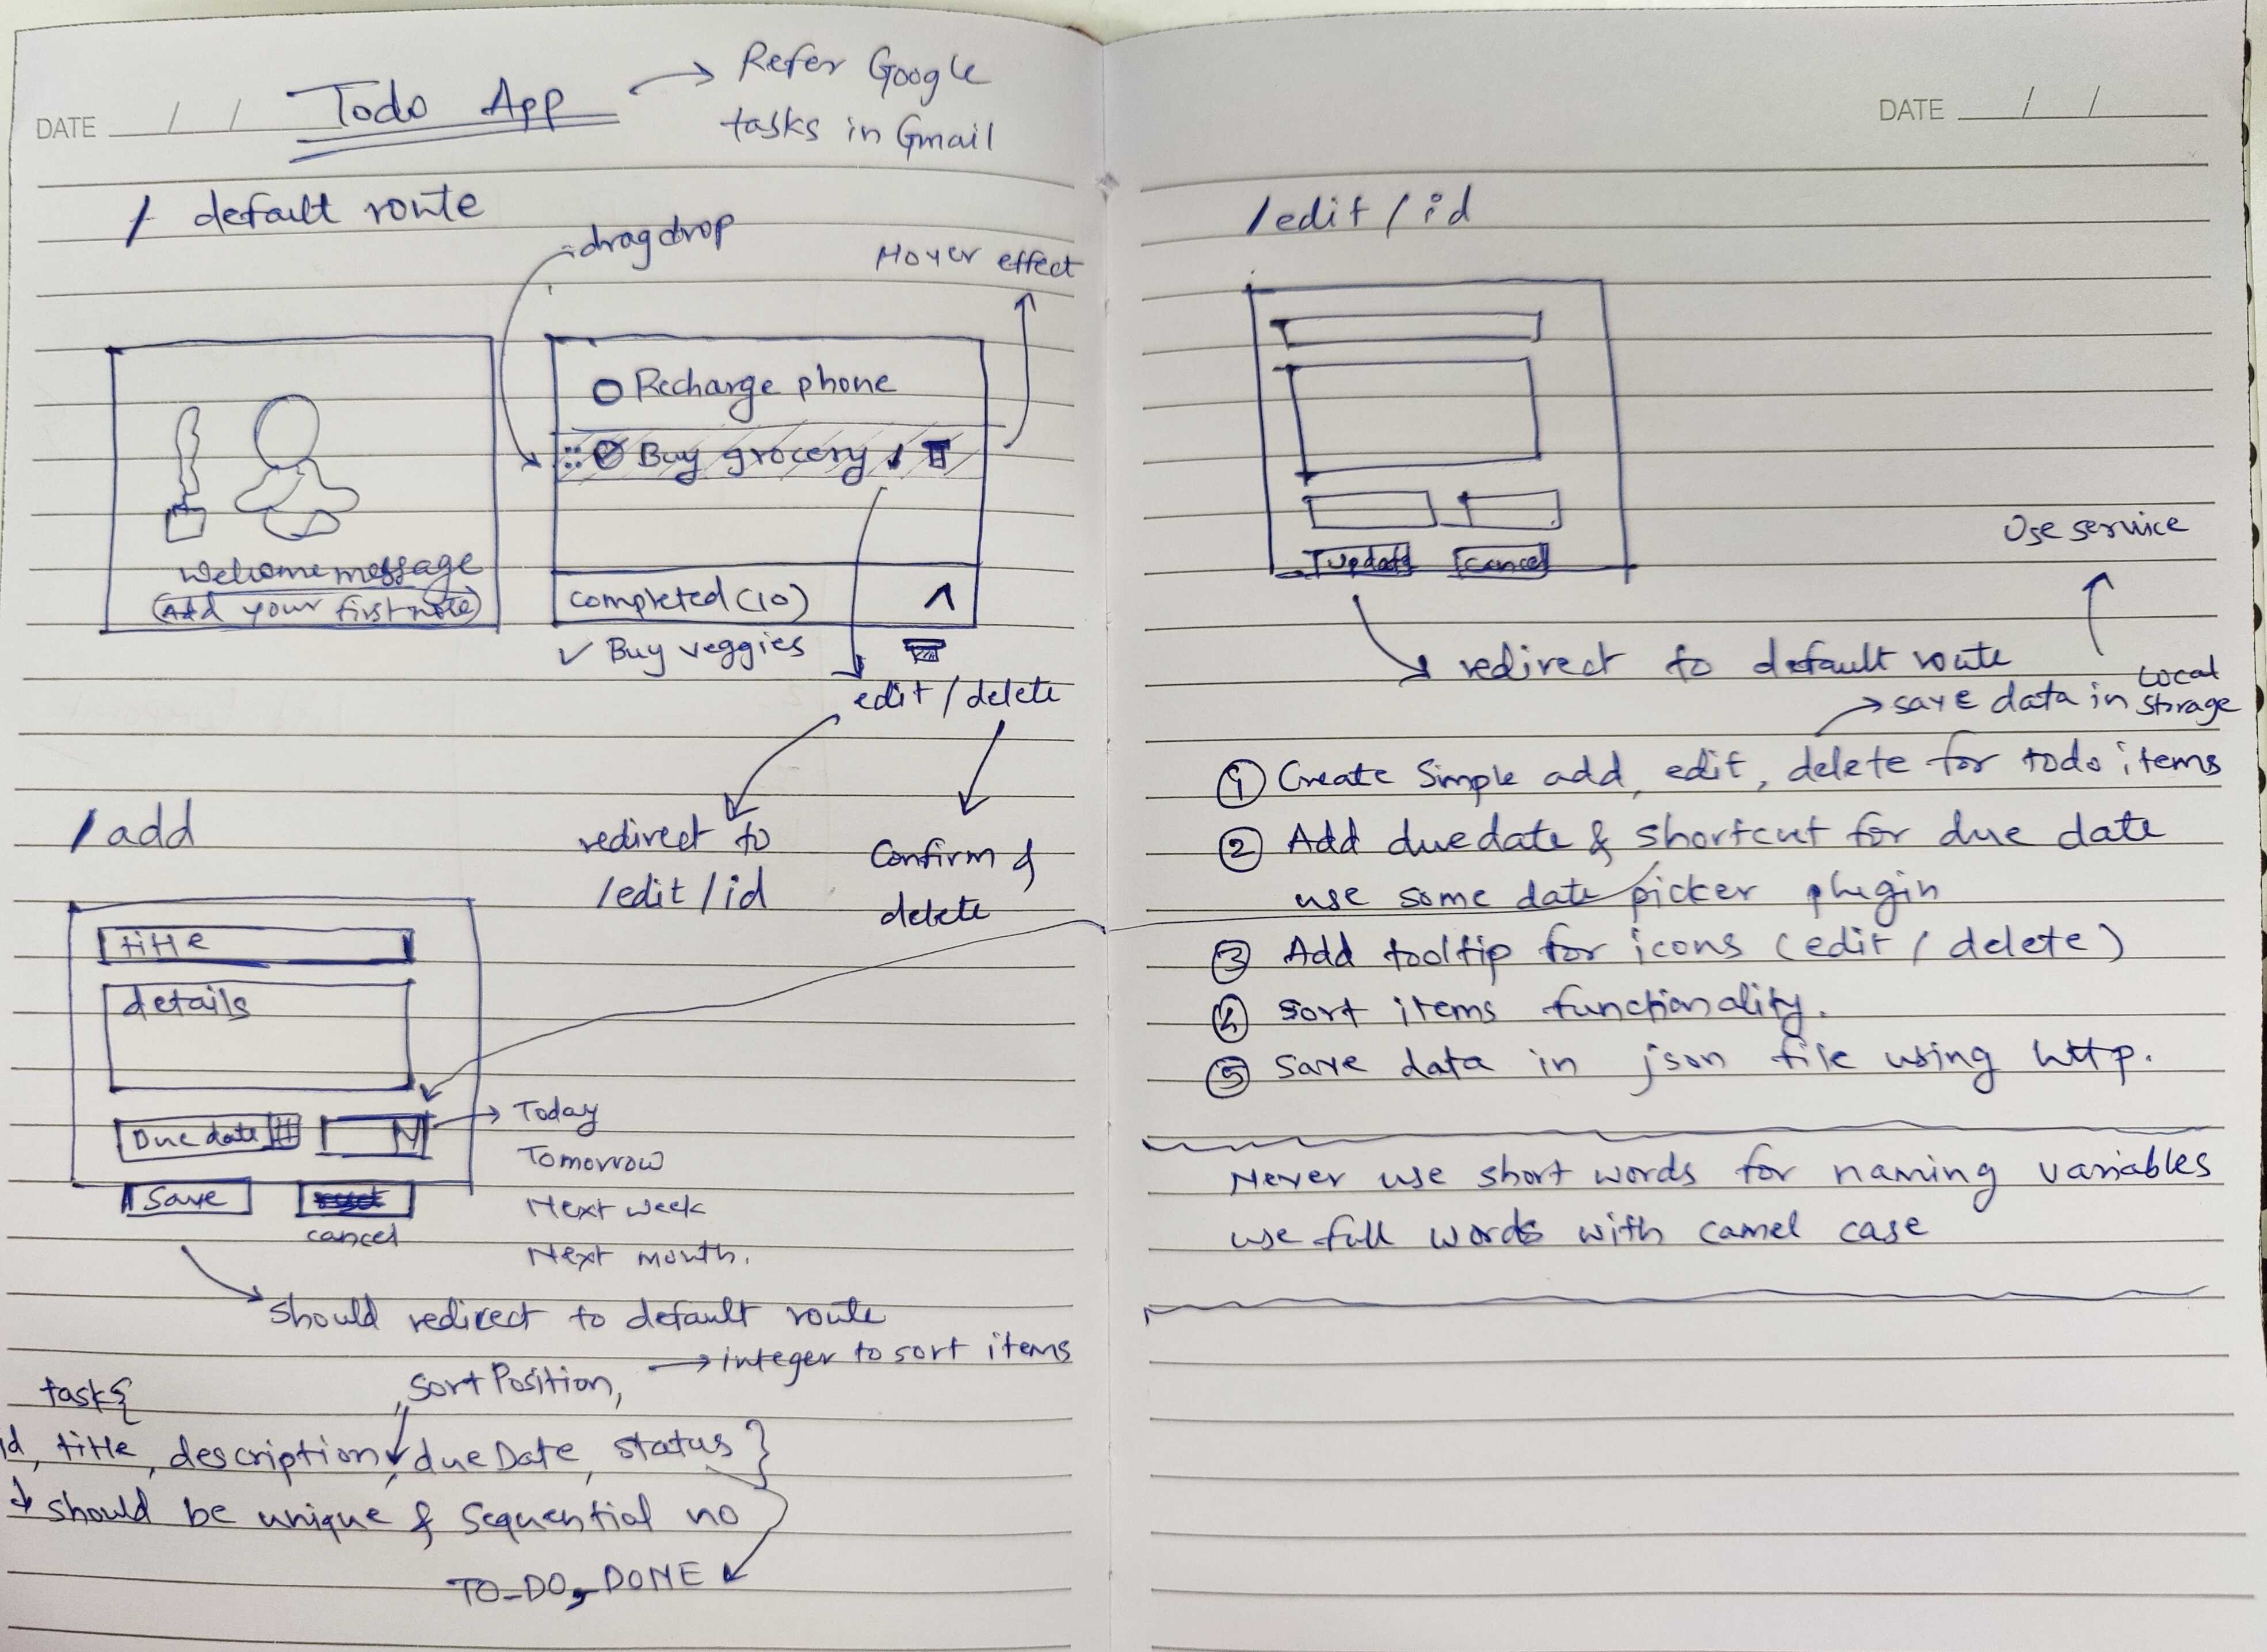 DATE / /
Todo App
Refer Google
tasks in Gmail
/ default route
drag drop
Hover effect
Welcome message
Add your first note
Recharge phone
Buy grocery
Completed (10)
Buy veggies
edit / delete
redirect to
/edit / id
Confirm &
delete
/ add
title
details
Due date
Save
cancel
Today
Tomorrow
Next week
Next month.
should redirect to default route
task{
sortPosition,
integer to sort items
id, title, description, dueDate, status }
should be unique & sequential no
TO_DO, DONE
DATE / /
/edit / id
Update
Cancel
redirect to default route
Use service
save data in Local
Storage
① Create Simple add, edit, delete for todo items
② Add duedate & shortcut for due date
use some date picker plugin
③ Add tooltip for icons (edit / delete)
④ sort items functionality.
⑤ save data in json file using http.
Never use short words for naming variables
use full words with camel case